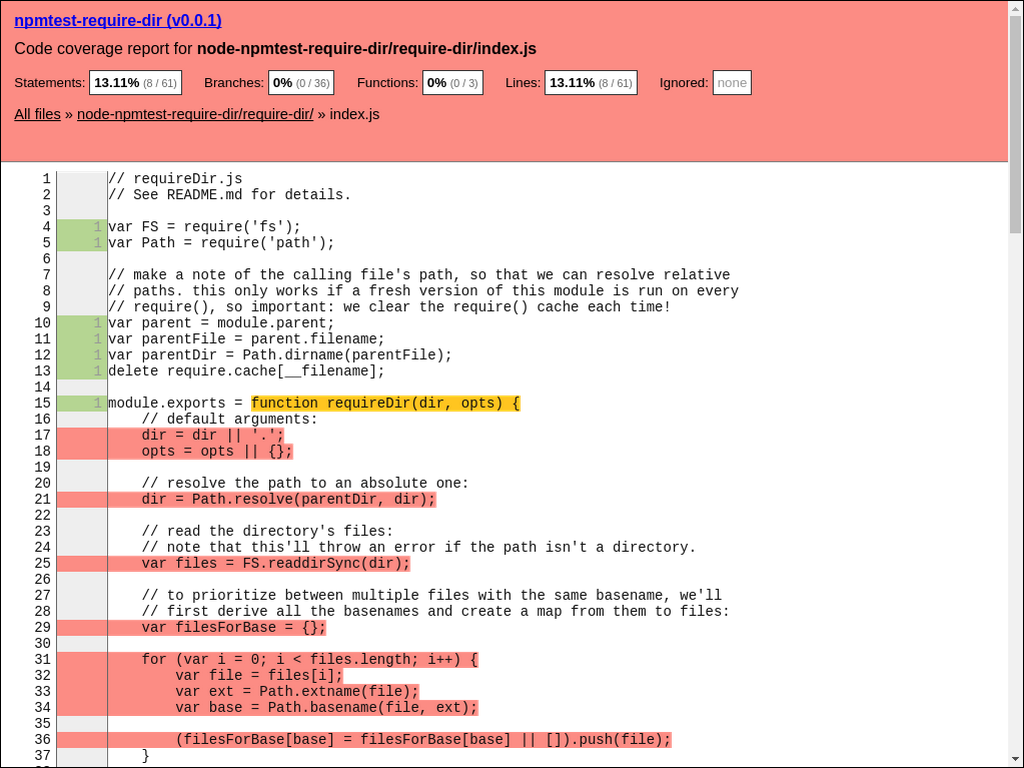 npmtest-require-dir (v0.0.1)
Code coverage report for node-npmtest-require-dir/require-dir/index.js
Statements: 13.11% (8 / 61) Branches: 0% (0 / 36) Functions: 0% (0 / 3) Lines: 13.11% (8 / 61) Ignored: none
All files » node-npmtest-require-dir/require-dir/ » index.js
1 // requireDir.js
2 // See README.md for details.
3
4 1 var FS = require('fs');
5 1 var Path = require('path');
6
7 // make a note of the calling file's path, so that we can resolve relative
8 // paths. this only works if a fresh version of this module is run on every
9 // require(), so important: we clear the require() cache each time!
10 1 var parent = module.parent;
11 1 var parentFile = parent.filename;
12 1 var parentDir = Path.dirname(parentFile);
13 1 delete require.cache[__filename];
14
15 1 module.exports = function requireDir(dir, opts) {
16     // default arguments:
17     dir = dir || '.';
18     opts = opts || {};
19
20     // resolve the path to an absolute one:
21     dir = Path.resolve(parentDir, dir);
22
23     // read the directory's files:
24     // note that this'll throw an error if the path isn't a directory.
25     var files = FS.readdirSync(dir);
26
27     // to prioritize between multiple files with the same basename, we'll
28     // first derive all the basenames and create a map from them to files:
29     var filesForBase = {};
30
31     for (var i = 0; i < files.length; i++) {
32         var file = files[i];
33         var ext = Path.extname(file);
34         var base = Path.basename(file, ext);
35
36         (filesForBase[base] = filesForBase[base] || []).push(file);
37     }